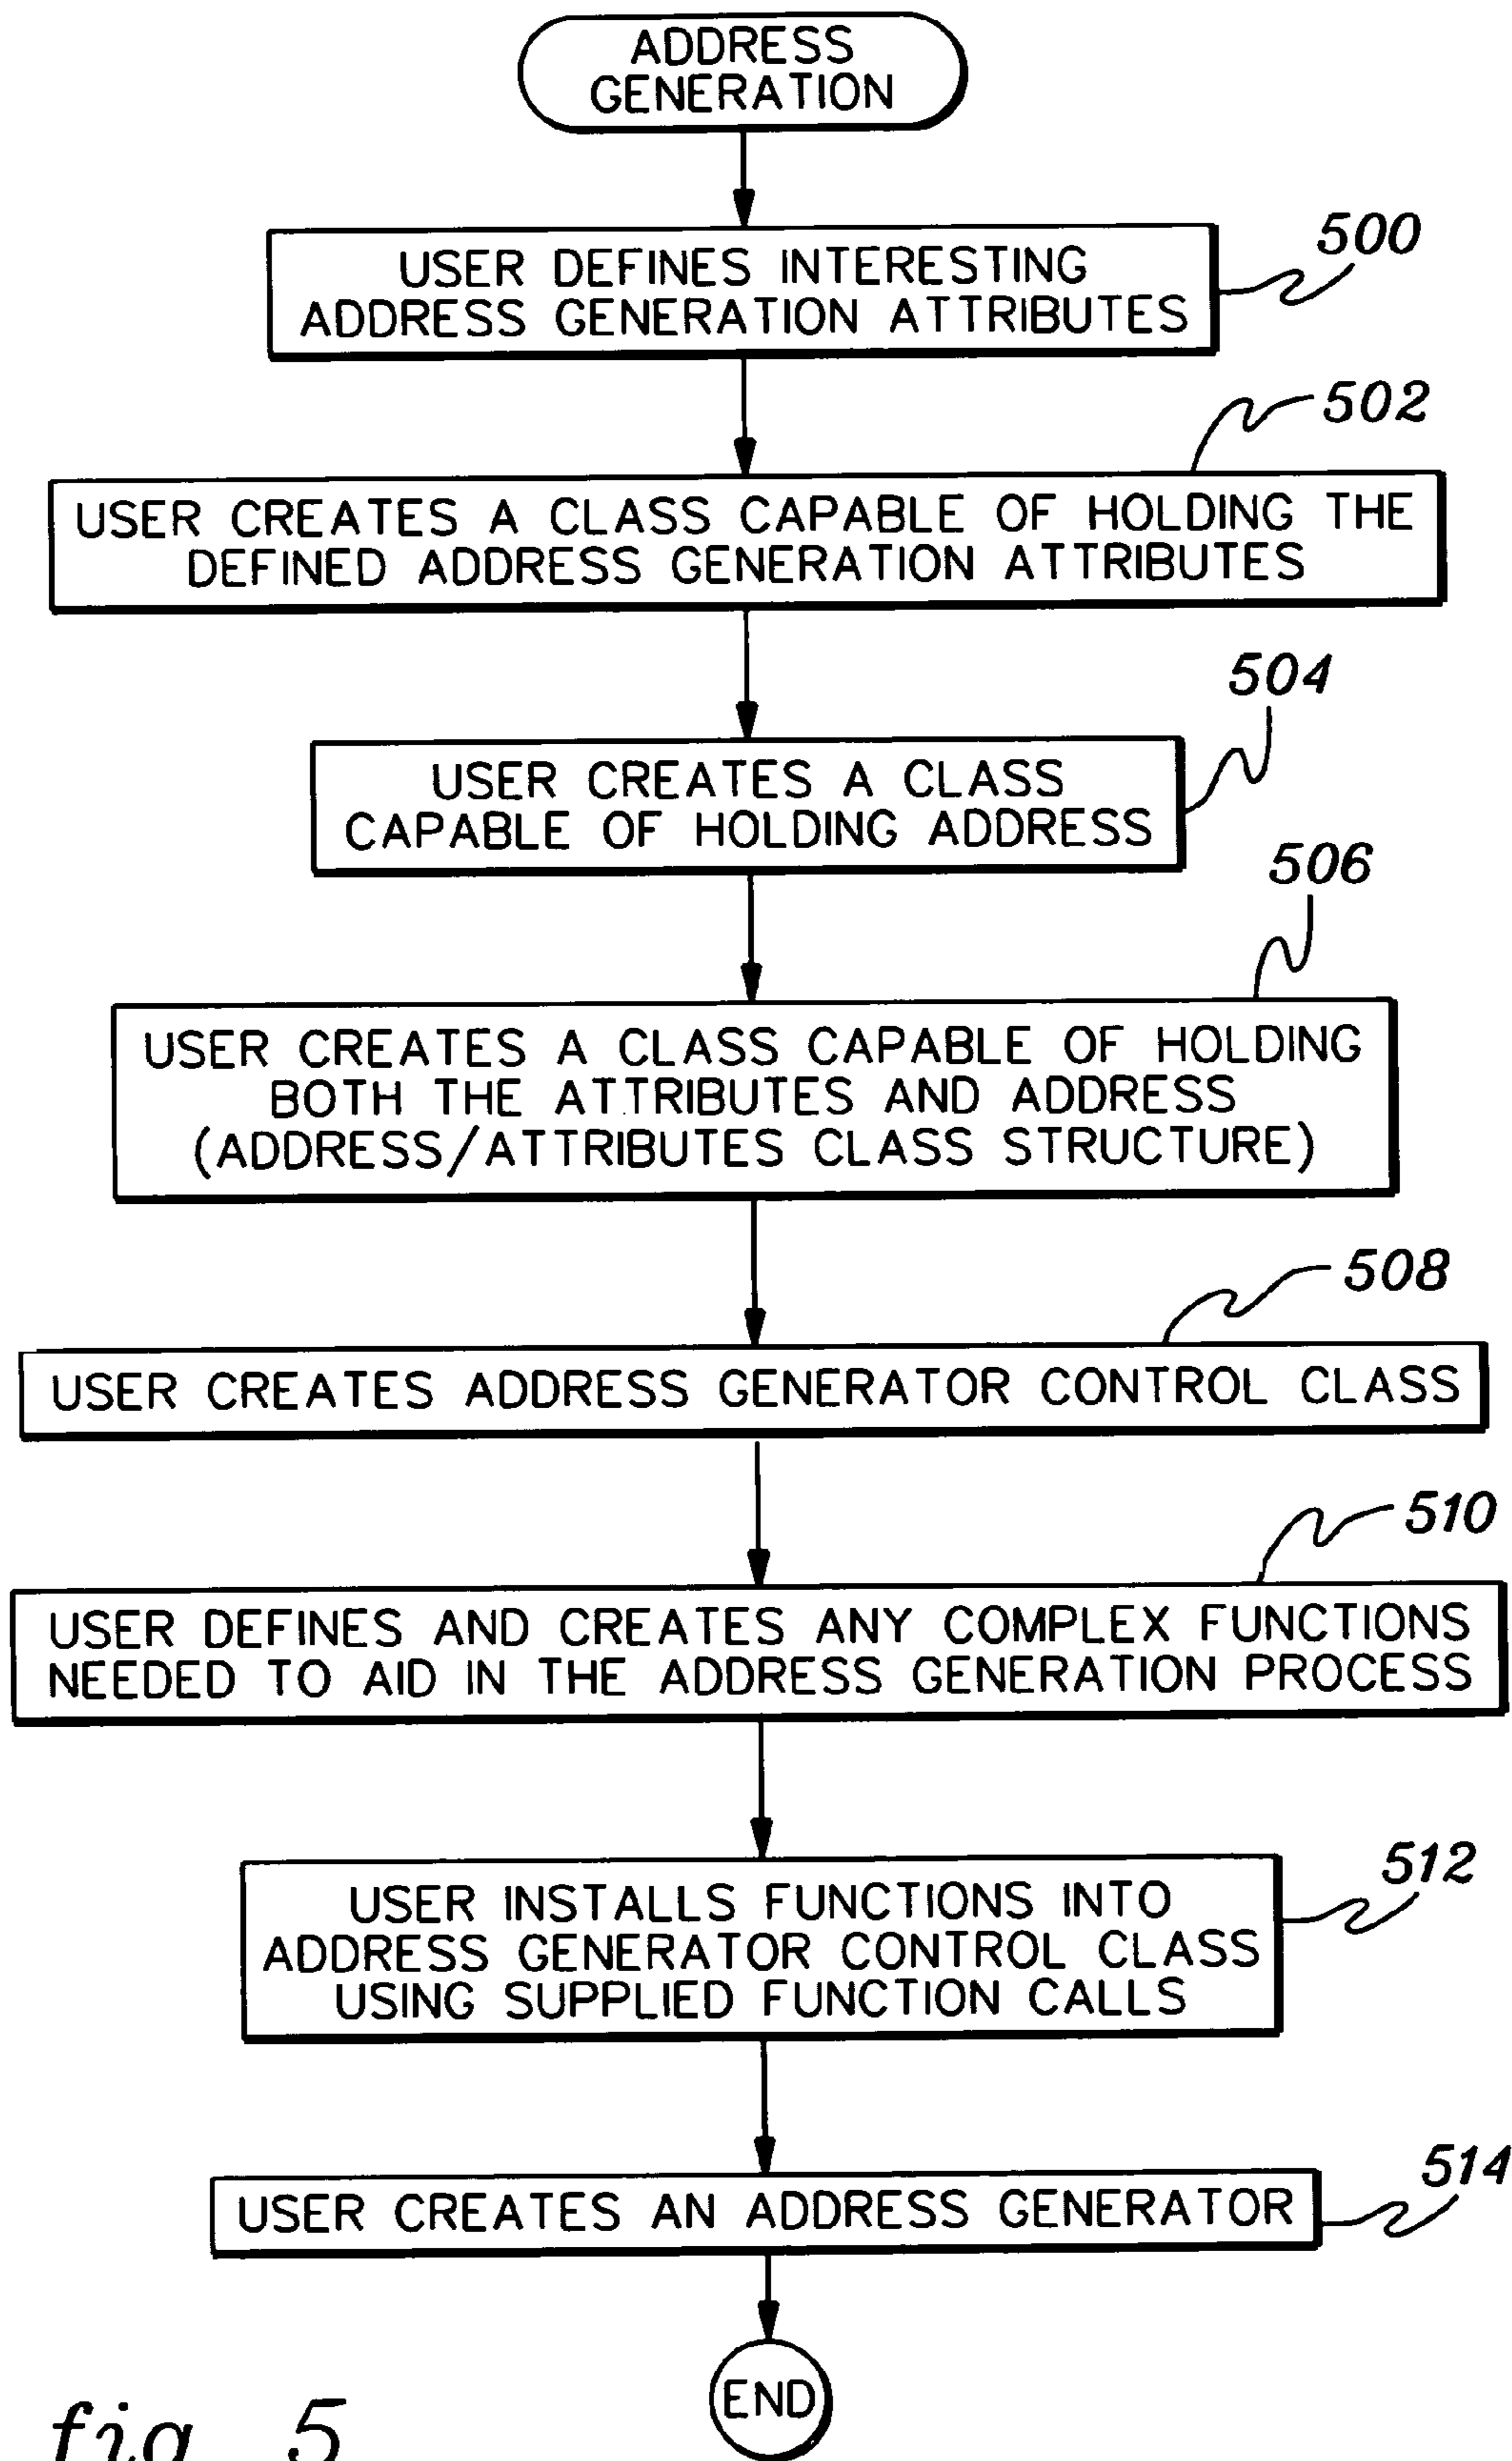 ADDRESS
GENERATION
500
USER DEFINES INTERESTING
ADDRESS GENERATION ATTRIBUTES
502
USER CREATES A CLASS CAPABLE OF HOLDING THE
DEFINED ADDRESS GENERATION ATTRIBUTES
504
USER CREATES A CLASS
CAPABLE OF HOLDING ADDRESS
506
USER CREATES A CLASS CAPABLE OF HOLDING
BOTH THE ATTRIBUTES AND ADDRESS
(ADDRESS/ATTRIBUTES CLASS STRUCTURE)
508
USER CREATES ADDRESS GENERATOR CONTROL CLASS
510
USER DEFINES AND CREATES ANY COMPLEX FUNCTIONS
NEEDED TO AID IN THE ADDRESS GENERATION PROCESS
512
USER INSTALLS FUNCTIONS INTO
ADDRESS GENERATOR CONTROL CLASS
USING SUPPLIED FUNCTION CALLS
514
USER CREATES AN ADDRESS GENERATOR
END
fig. 5